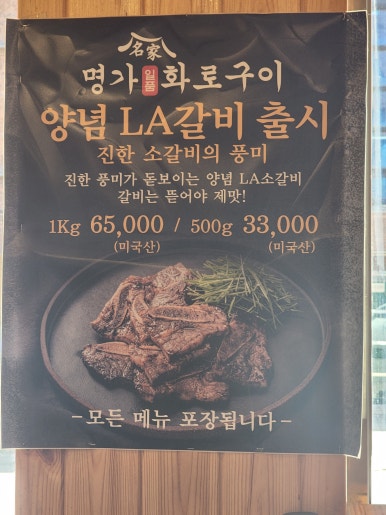 名家
명가 일품 화로구이
양념 LA갈비 출시
진한 소갈비의 풍미
진한 풍미가 돋보이는 양념 LA소갈비
갈비는 뜯어야 제맛!
1Kg 65,000 / 500g 33,000
(미국산) (미국산)
-모든 메뉴 포장됩니다-